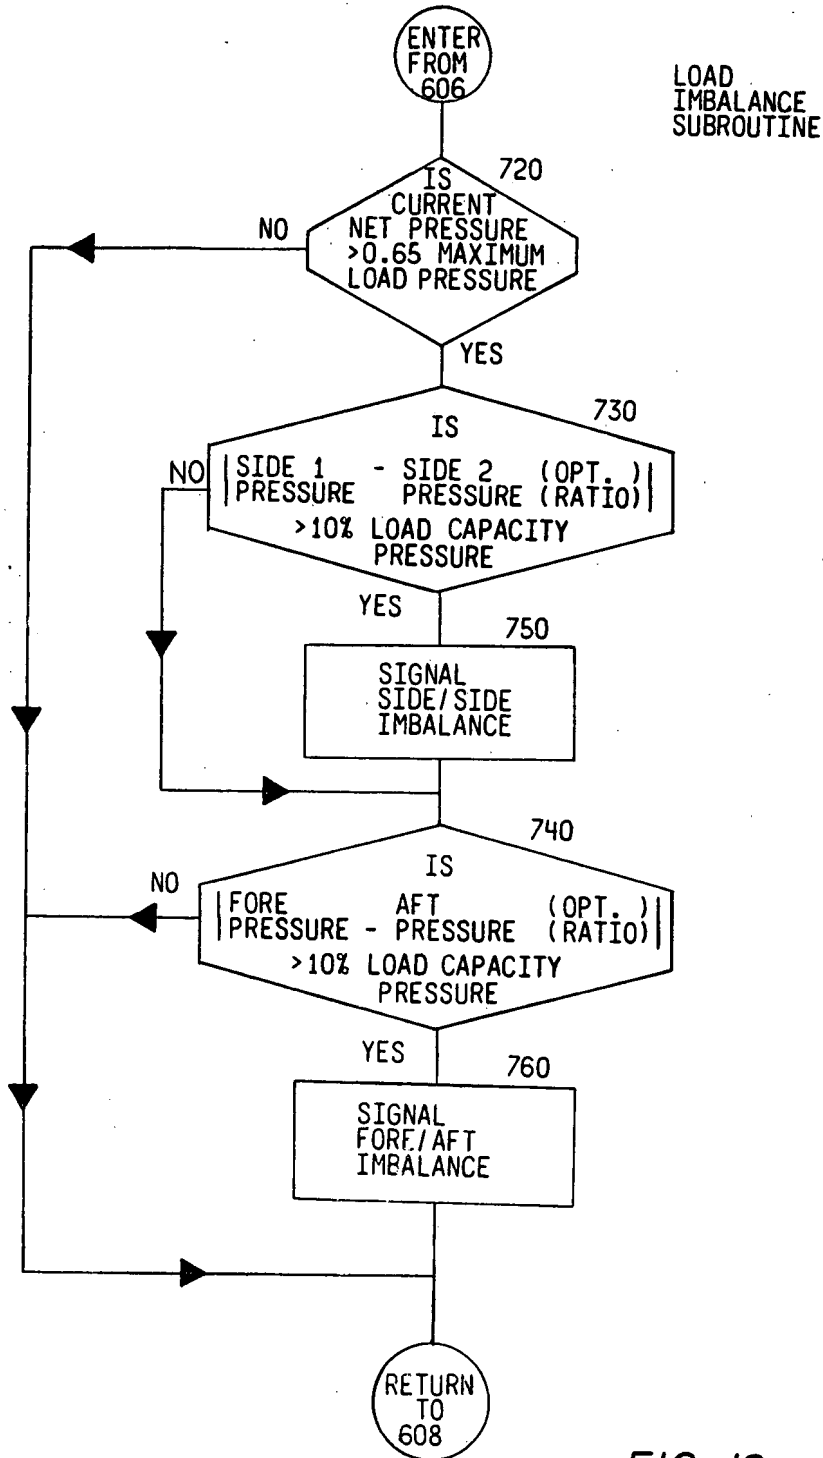 ENTER
FROM
606
LOAD
IMBALANCE
SUBROUTINE
720
IS
CURRENT
NET PRESSURE
>0.65 MAXIMUM
LOAD PRESSURE
NO
YES
730
IS
|SIDE 1 - SIDE 2 (OPT. )|
|PRESSURE PRESSURE (RATIO)|
>10% LOAD CAPACITY
PRESSURE
NO
YES
750
SIGNAL
SIDE/SIDE
IMBALANCE
740
IS
|FORE AFT (OPT. )|
|PRESSURE - PRESSURE (RATIO)|
>10% LOAD CAPACITY
PRESSURE
NO
YES
760
SIGNAL
FORE/AFT
IMBALANCE
RETURN
TO
608